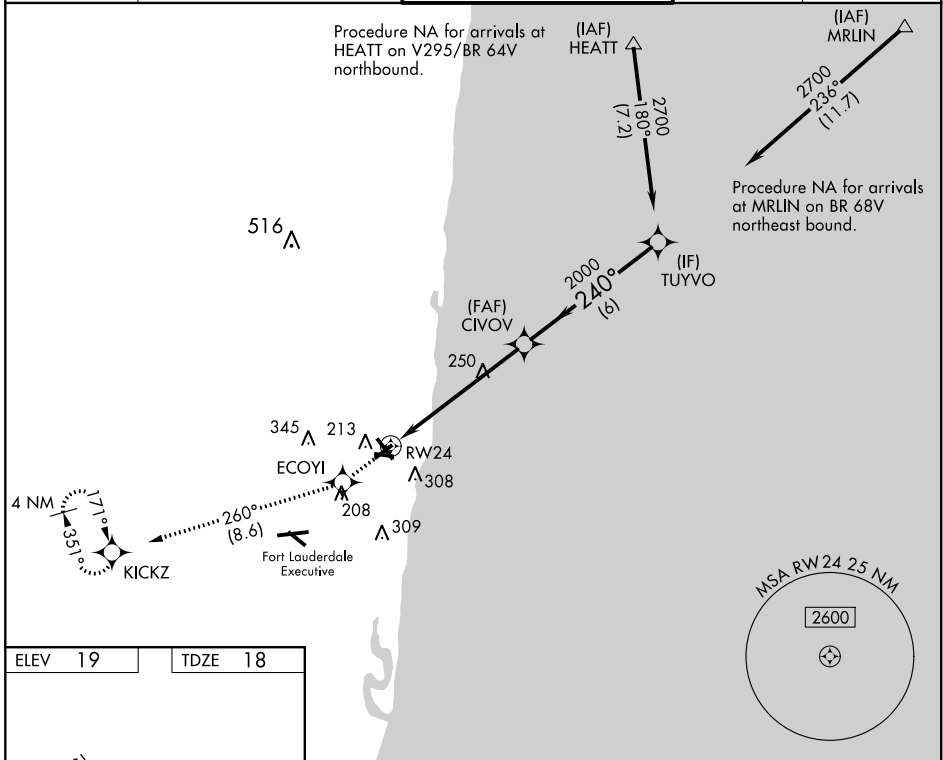 Procedure NA for arrivals at
HEATT on V295/BR 64V
northbound.
(IAF)
HEATT
(IAF)
MRLIN
2700
180°
(7.2)
2700
236°
(11.7)
Procedure NA for arrivals
at MRLIN on BR 68V
northeast bound.
516
(IF)
TUYVO
2000
240°
(6)
(FAF)
CIVOV
250
345
213
RW24
ECOYI
308
208
4 NM
171°
351°
260°
(8.6)
309
KICKZ
Fort Lauderdale
Executive
MSA RW24 25 NM
2600
ELEV 19
TDZE 18